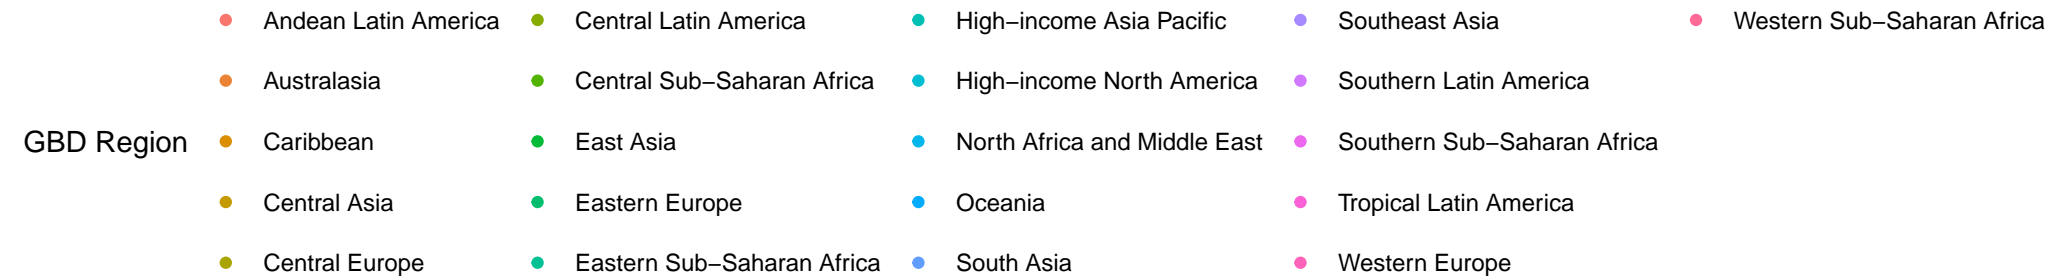 GBD Region
Andean Latin America
Australasia
Caribbean
Central Asia
Central Europe
Central Latin America
Central Sub−Saharan Africa
East Asia
Eastern Europe
Eastern Sub−Saharan Africa
High−income Asia Pacific
High−income North America
North Africa and Middle East
Oceania
South Asia
Southeast Asia
Southern Latin America
Southern Sub−Saharan Africa
Tropical Latin America
Western Europe
Western Sub−Saharan Africa